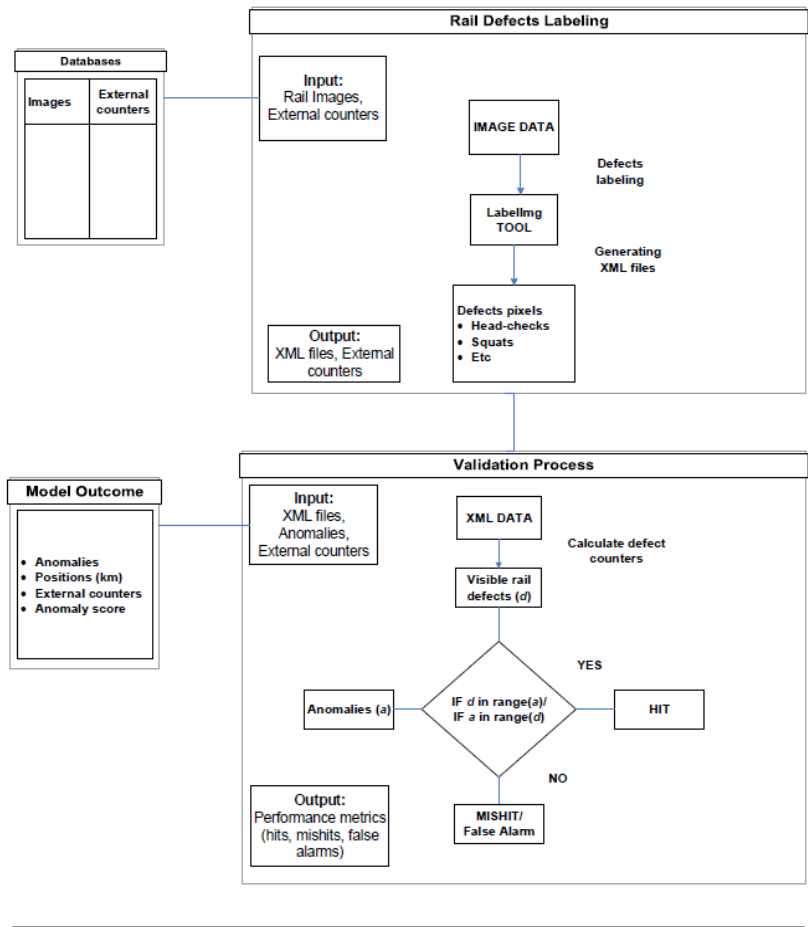 Rail Defects Labeling
Databases
Images
External
counters
Input:
Rail Images,
External counters
IMAGE DATA
Defects
labeling
LabelImg
TOOL
Generating
XML files
Defects pixels
• Head-checks
• Squats
• Etc
Output:
XML files, External
counters
Validation Process
Model Outcome
• Anomalies
• Positions (km)
• External counters
• Anomaly score
Input:
XML files,
Anomalies,
External counters
XML DATA
Calculate defect
counters
Visible rail
defects (d)
YES
Anomalies (a)
IF d in range(a)/
IF a in range(d)
HIT
NO
Output:
Performance metrics
(hits, mishits, false
alarms)
MISHIT/
False Alarm